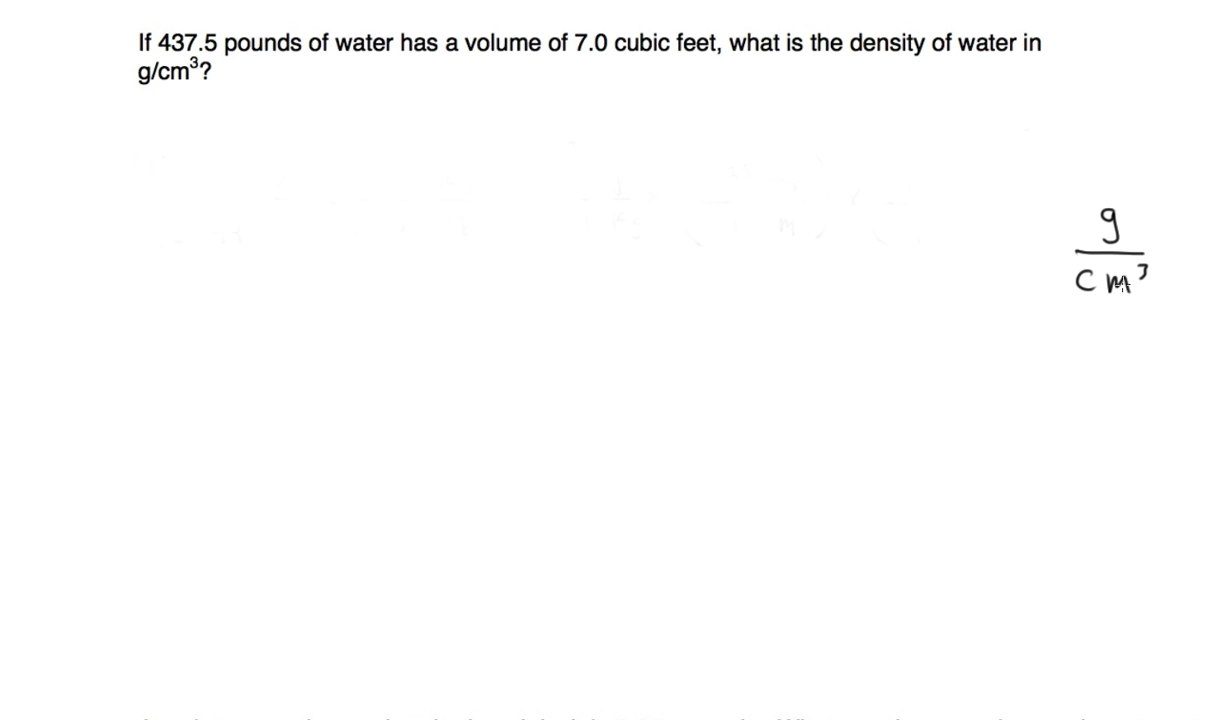 If 437.5 pounds of water has a volume of 7.0 cubic feet, what is the density of water in
g/cm³?
g
cm³